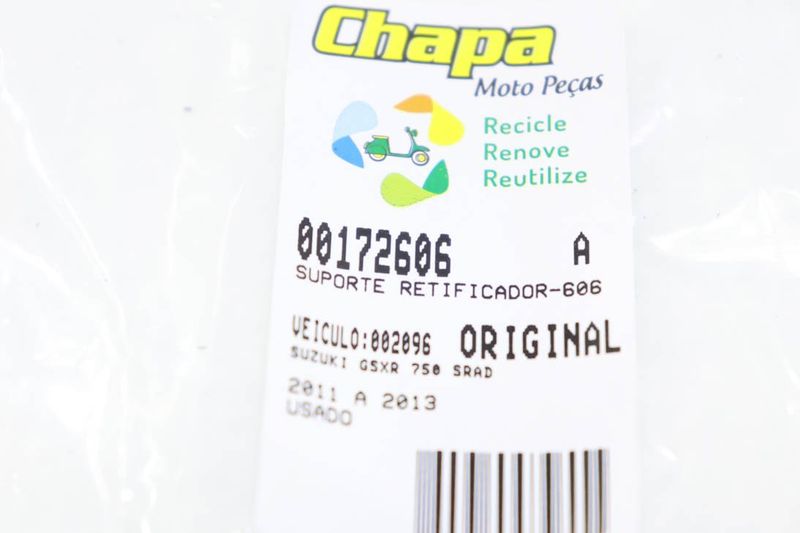 Chapa
Moto Peças
Recicle
Renove
Reutilize
00172606 A
SUPORTE RETIFICADOR-606
VEICULO:002096 ORIGINAL
SUZUKI GSXR 750 SRAD
2011 A 2013
USADO